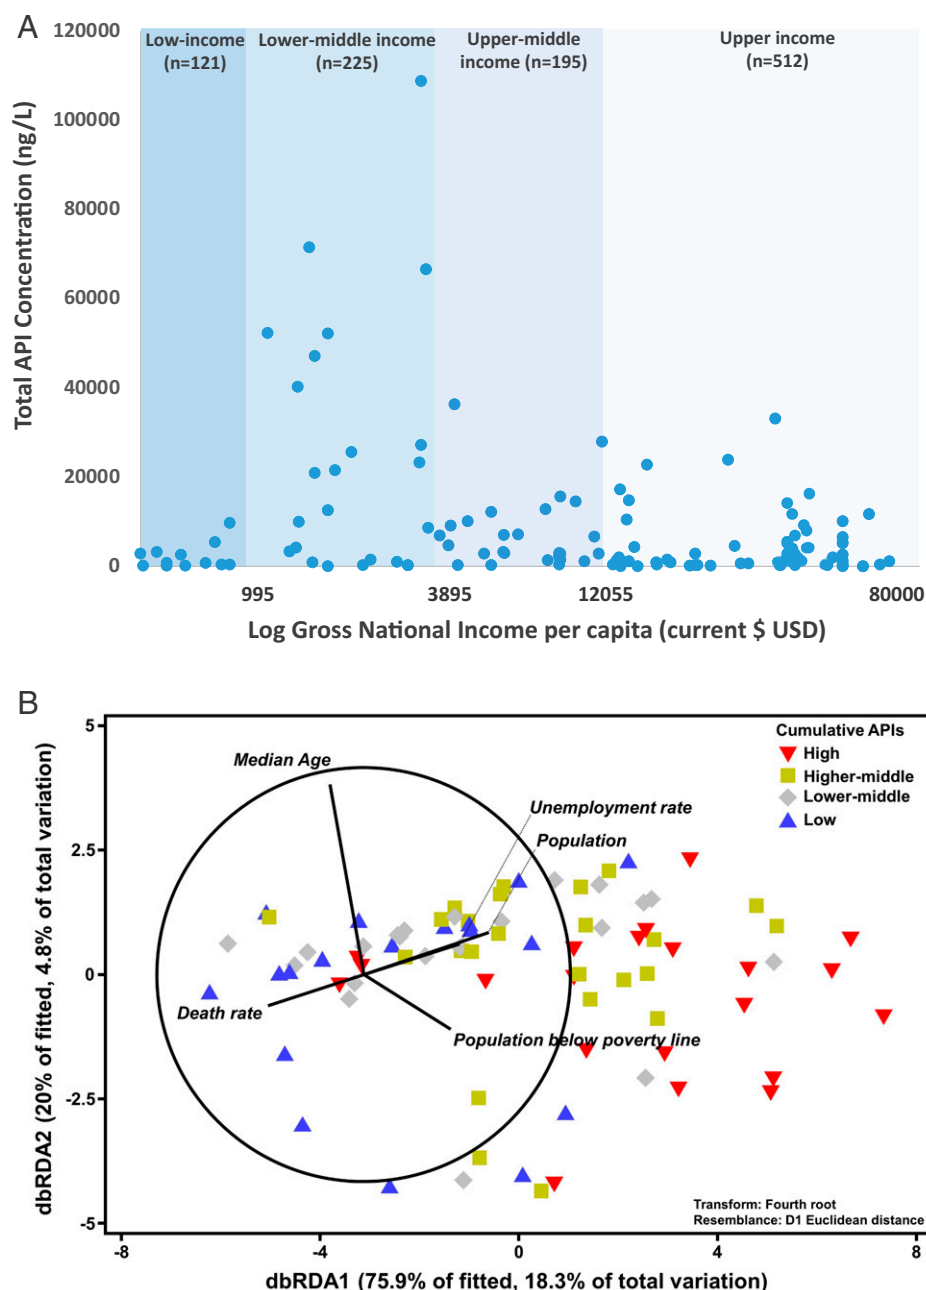 A
Total API Concentration (ng/L)
120000
100000
80000
60000
40000
20000
0
Low-income
(n=121)
Lower-middle income
(n=225)
Upper-middle
income (n=195)
Upper income
(n=512)
995
3895
12055
80000
Log Gross National Income per capita (current $ USD)
B
dbRDA2 (20% of fitted, 4.8% of total variation)
5
2.5
0
-2.5
-5
Cumulative APIs
High
Higher-middle
Lower-middle
Low
Median Age
Unemployment rate
Population
Death rate
Population below poverty line
Transform: Fourth root
Resemblance: D1 Euclidean distance
-8
-4
0
4
8
dbRDA1 (75.9% of fitted, 18.3% of total variation)